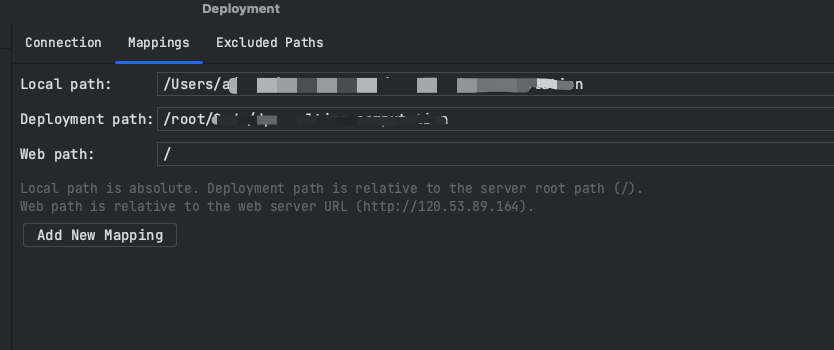 Deployment
Connection Mappings Excluded Paths
Local path: /Users/a
Deployment path: /root/
Web path: /
Local path is absolute. Deployment path is relative to the server root path (/).
Web path is relative to the web server URL (http://120.53.89.164).
Add New Mapping